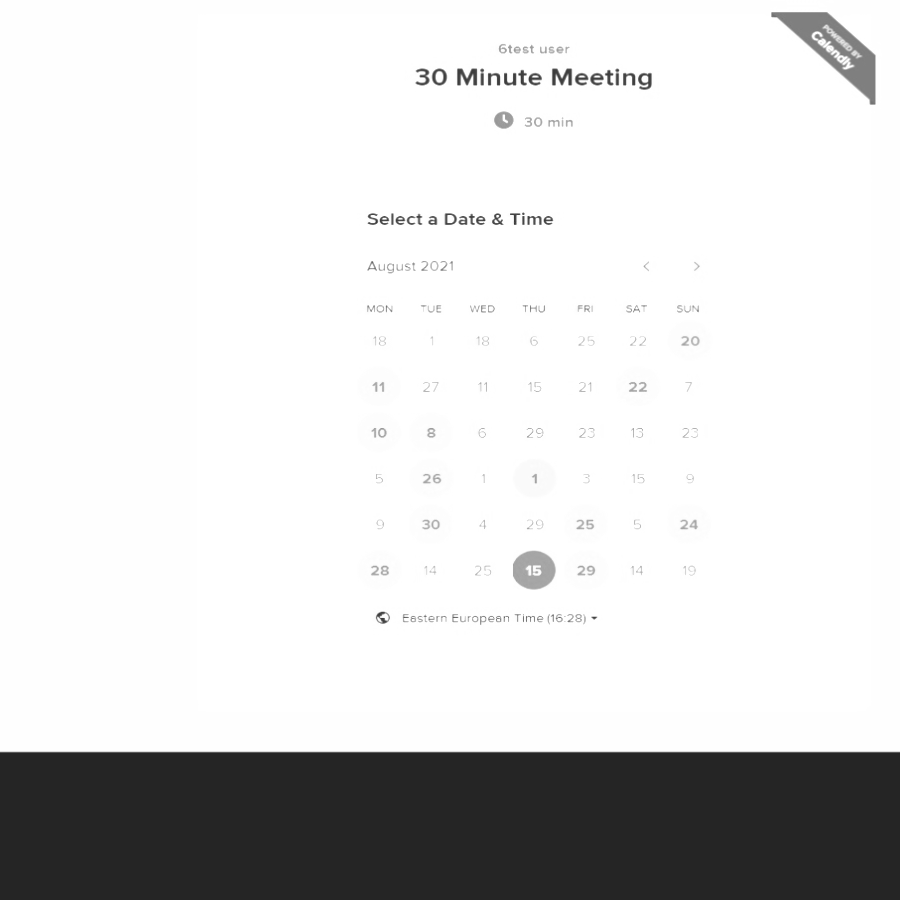 POWERED BY
Calendly
6test user
30 Minute Meeting
30 min
Select a Date & Time
August 2021
MON TUE WED THU FRI SAT SUN
18 1 18 6 25 22 20
11 27 11 15 21 22 7
10 8 6 29 23 13 23
5 26 1 1 3 15 9
9 30 4 29 25 5 24
28 14 25 15 29 14 19
Eastern European Time (16:28)